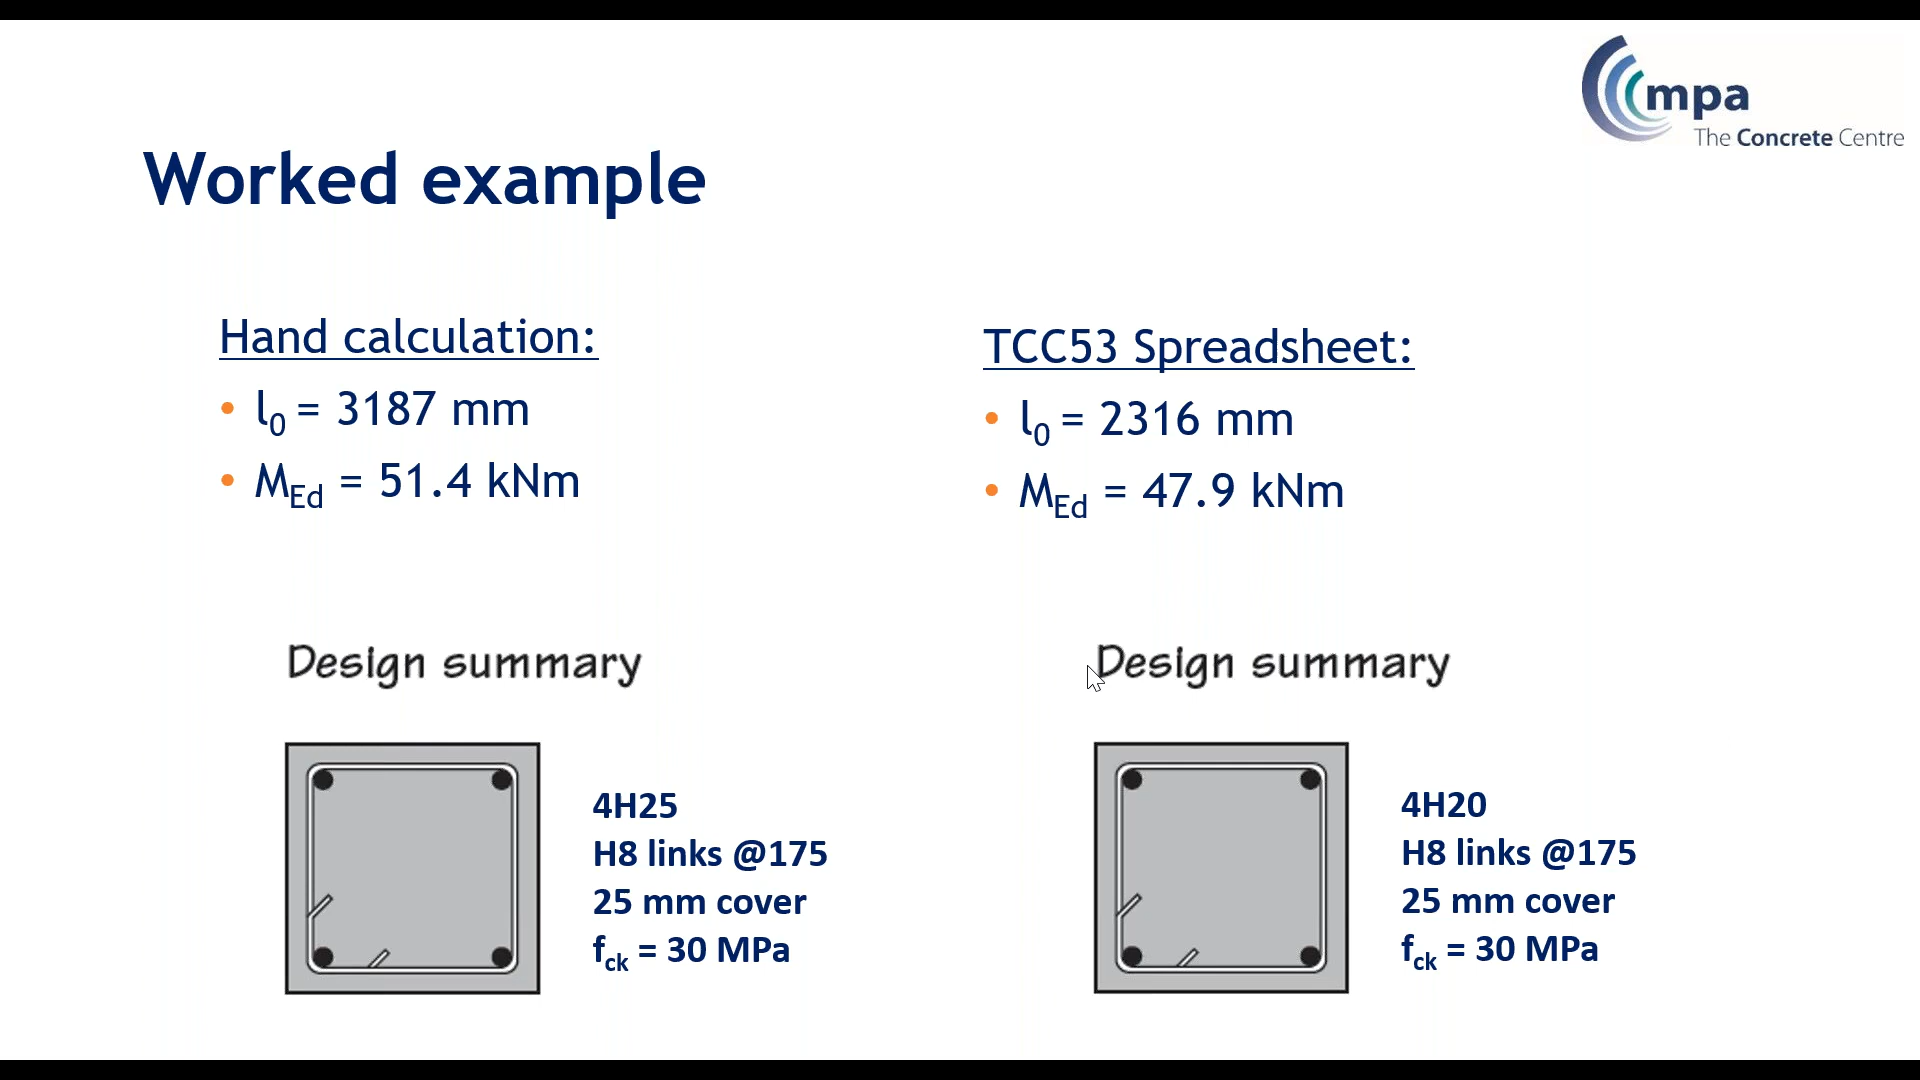 mpa
The Concrete Centre
Worked example
Hand calculation:
• l0 = 3187 mm
• MEd = 51.4 kNm
TCC53 Spreadsheet:
• l0 = 2316 mm
• MEd = 47.9 kNm
Design summary
4H25
H8 links @175
25 mm cover
fck = 30 MPa
Design summary
4H20
H8 links @175
25 mm cover
fck = 30 MPa